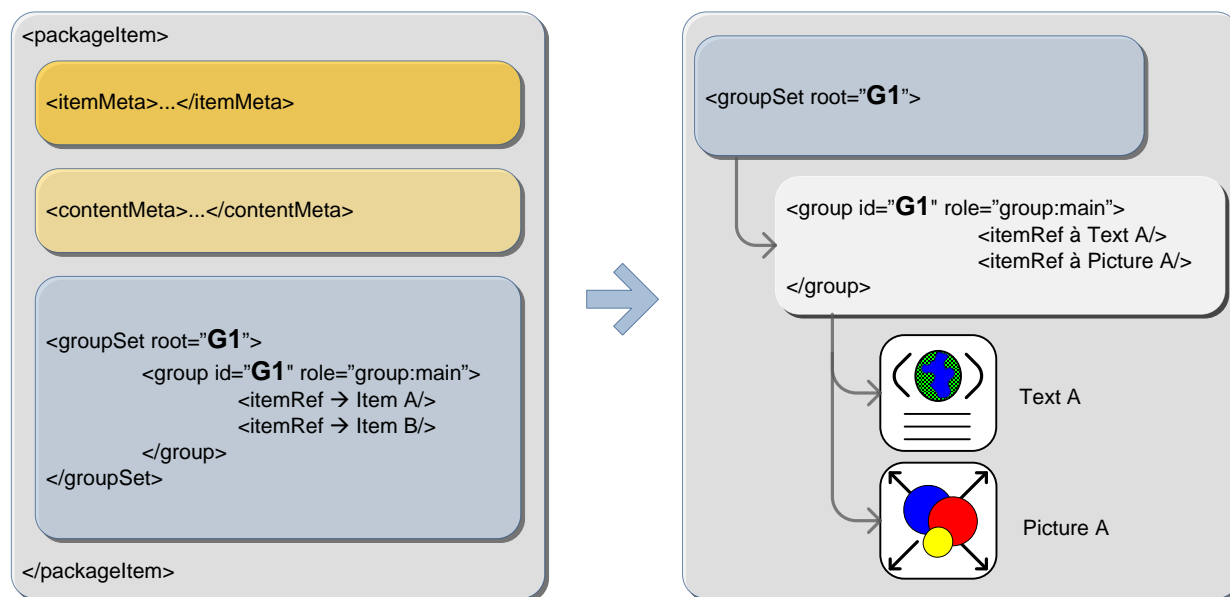 <packageItem>
<itemMeta>...</itemMeta>
<contentMeta>...</contentMeta>
<groupSet root=”G1”>
<group id=”G1" role=”group:main”>
<itemRef → Item A/>
<itemRef → Item B/>
</group>
</groupSet>
</packageItem>
<groupSet root=”G1”>
<group id=”G1" role=”group:main”>
<itemRef à Text A/>
<itemRef à Picture A/>
</group>
Text A
Picture A